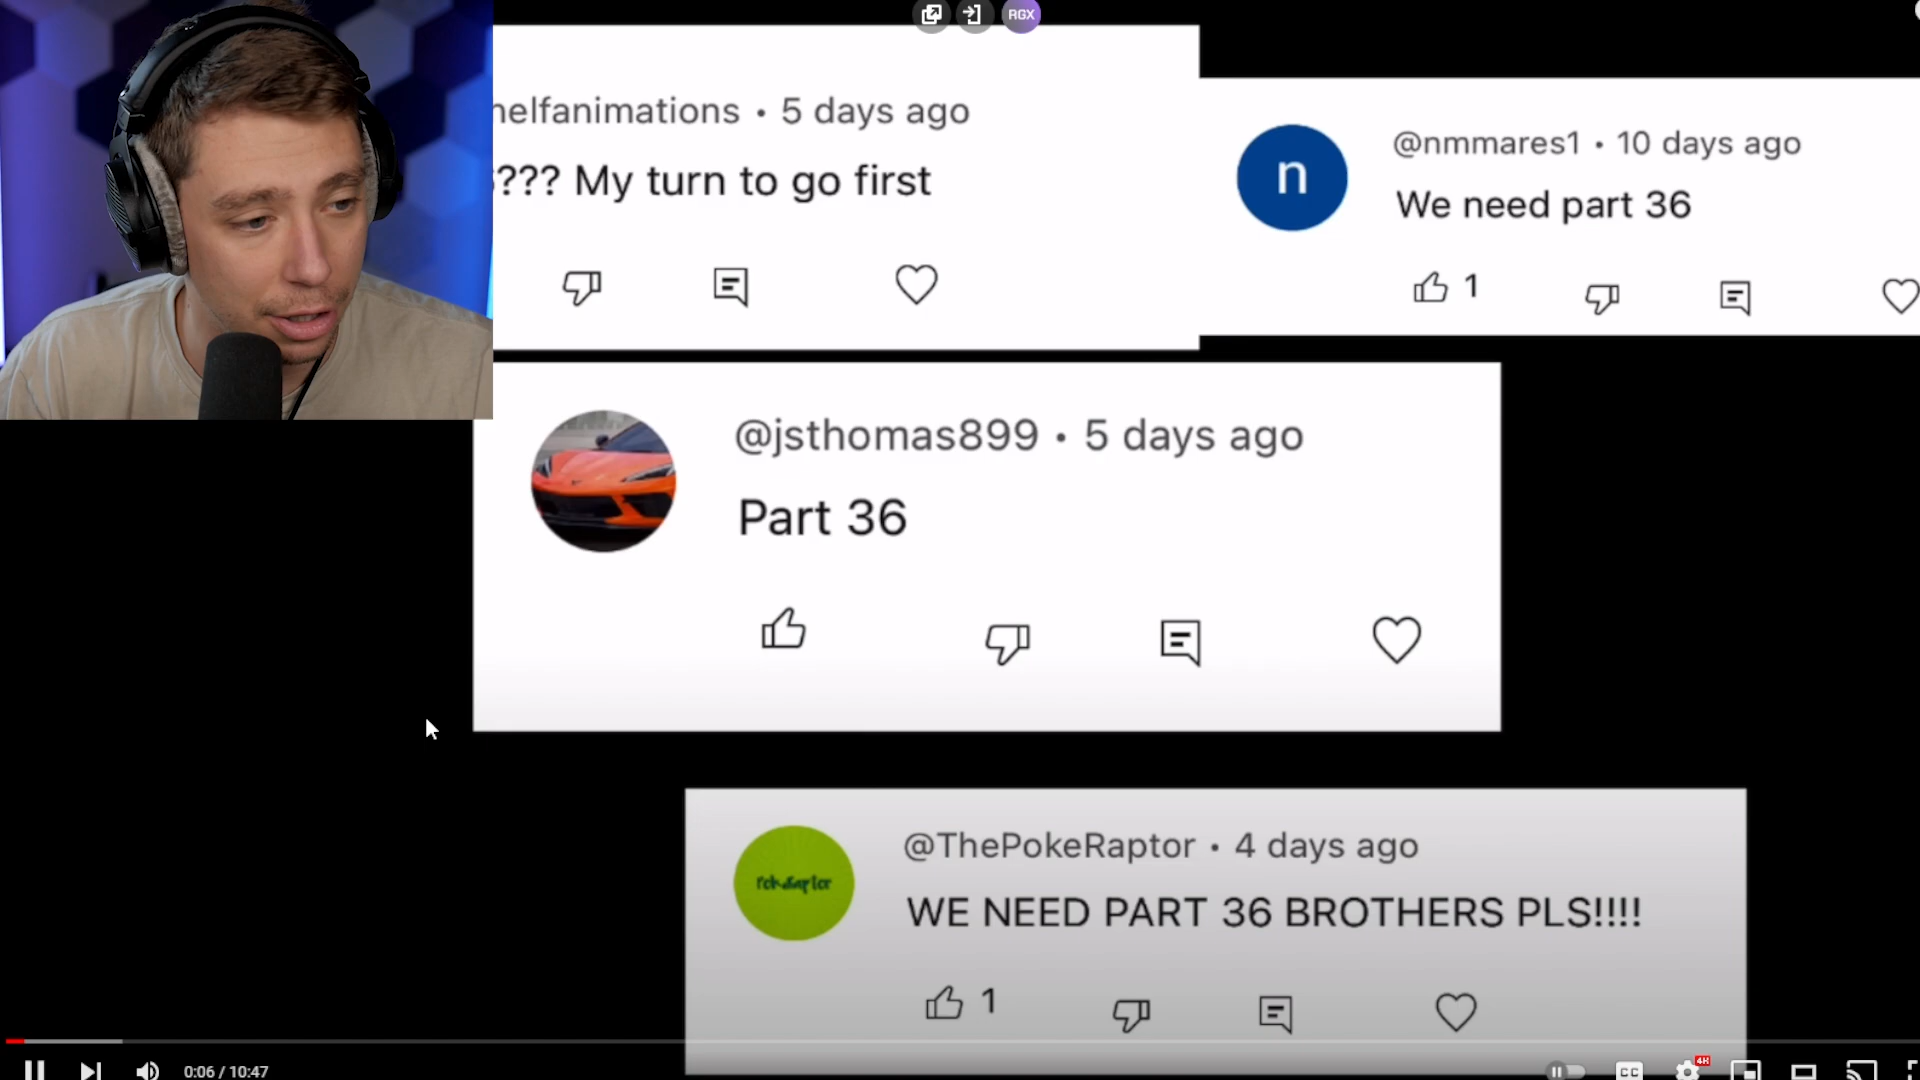 RGX
helfanimations • 5 days ago
??? My turn to go first
n
@nmmares1 • 10 days ago
We need part 36
1
@jsthomas899 • 5 days ago
Part 36
@ThePokeRaptor • 4 days ago
WE NEED PART 36 BROTHERS PLS!!!!
1
0:06 / 10:47
CC
4K